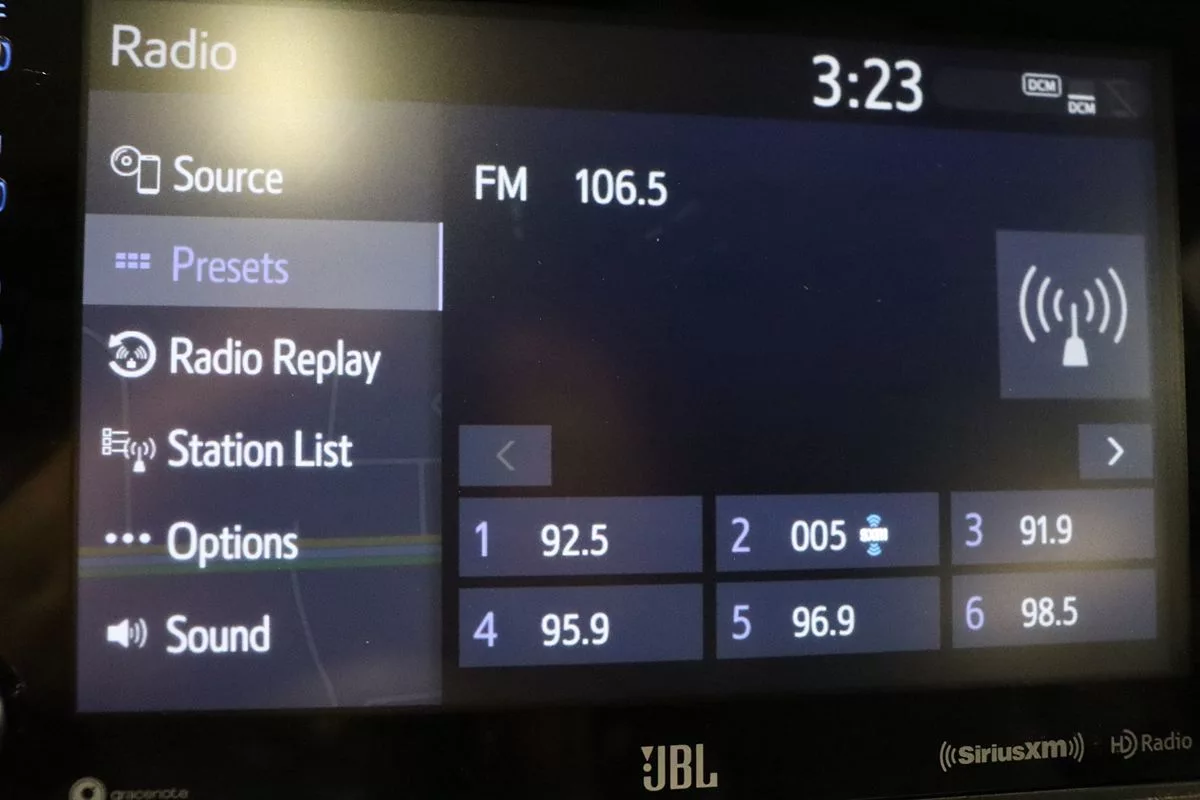 Radio
3:23
DCM
DCM
Source
Presets
Radio Replay
Station List
Options
Sound
FM 106.5
1 92.5
2 005 SXM
3 91.9
4 95.9
5 96.9
6 98.5
JBL
SiriusXM
HD Radio
gracenote